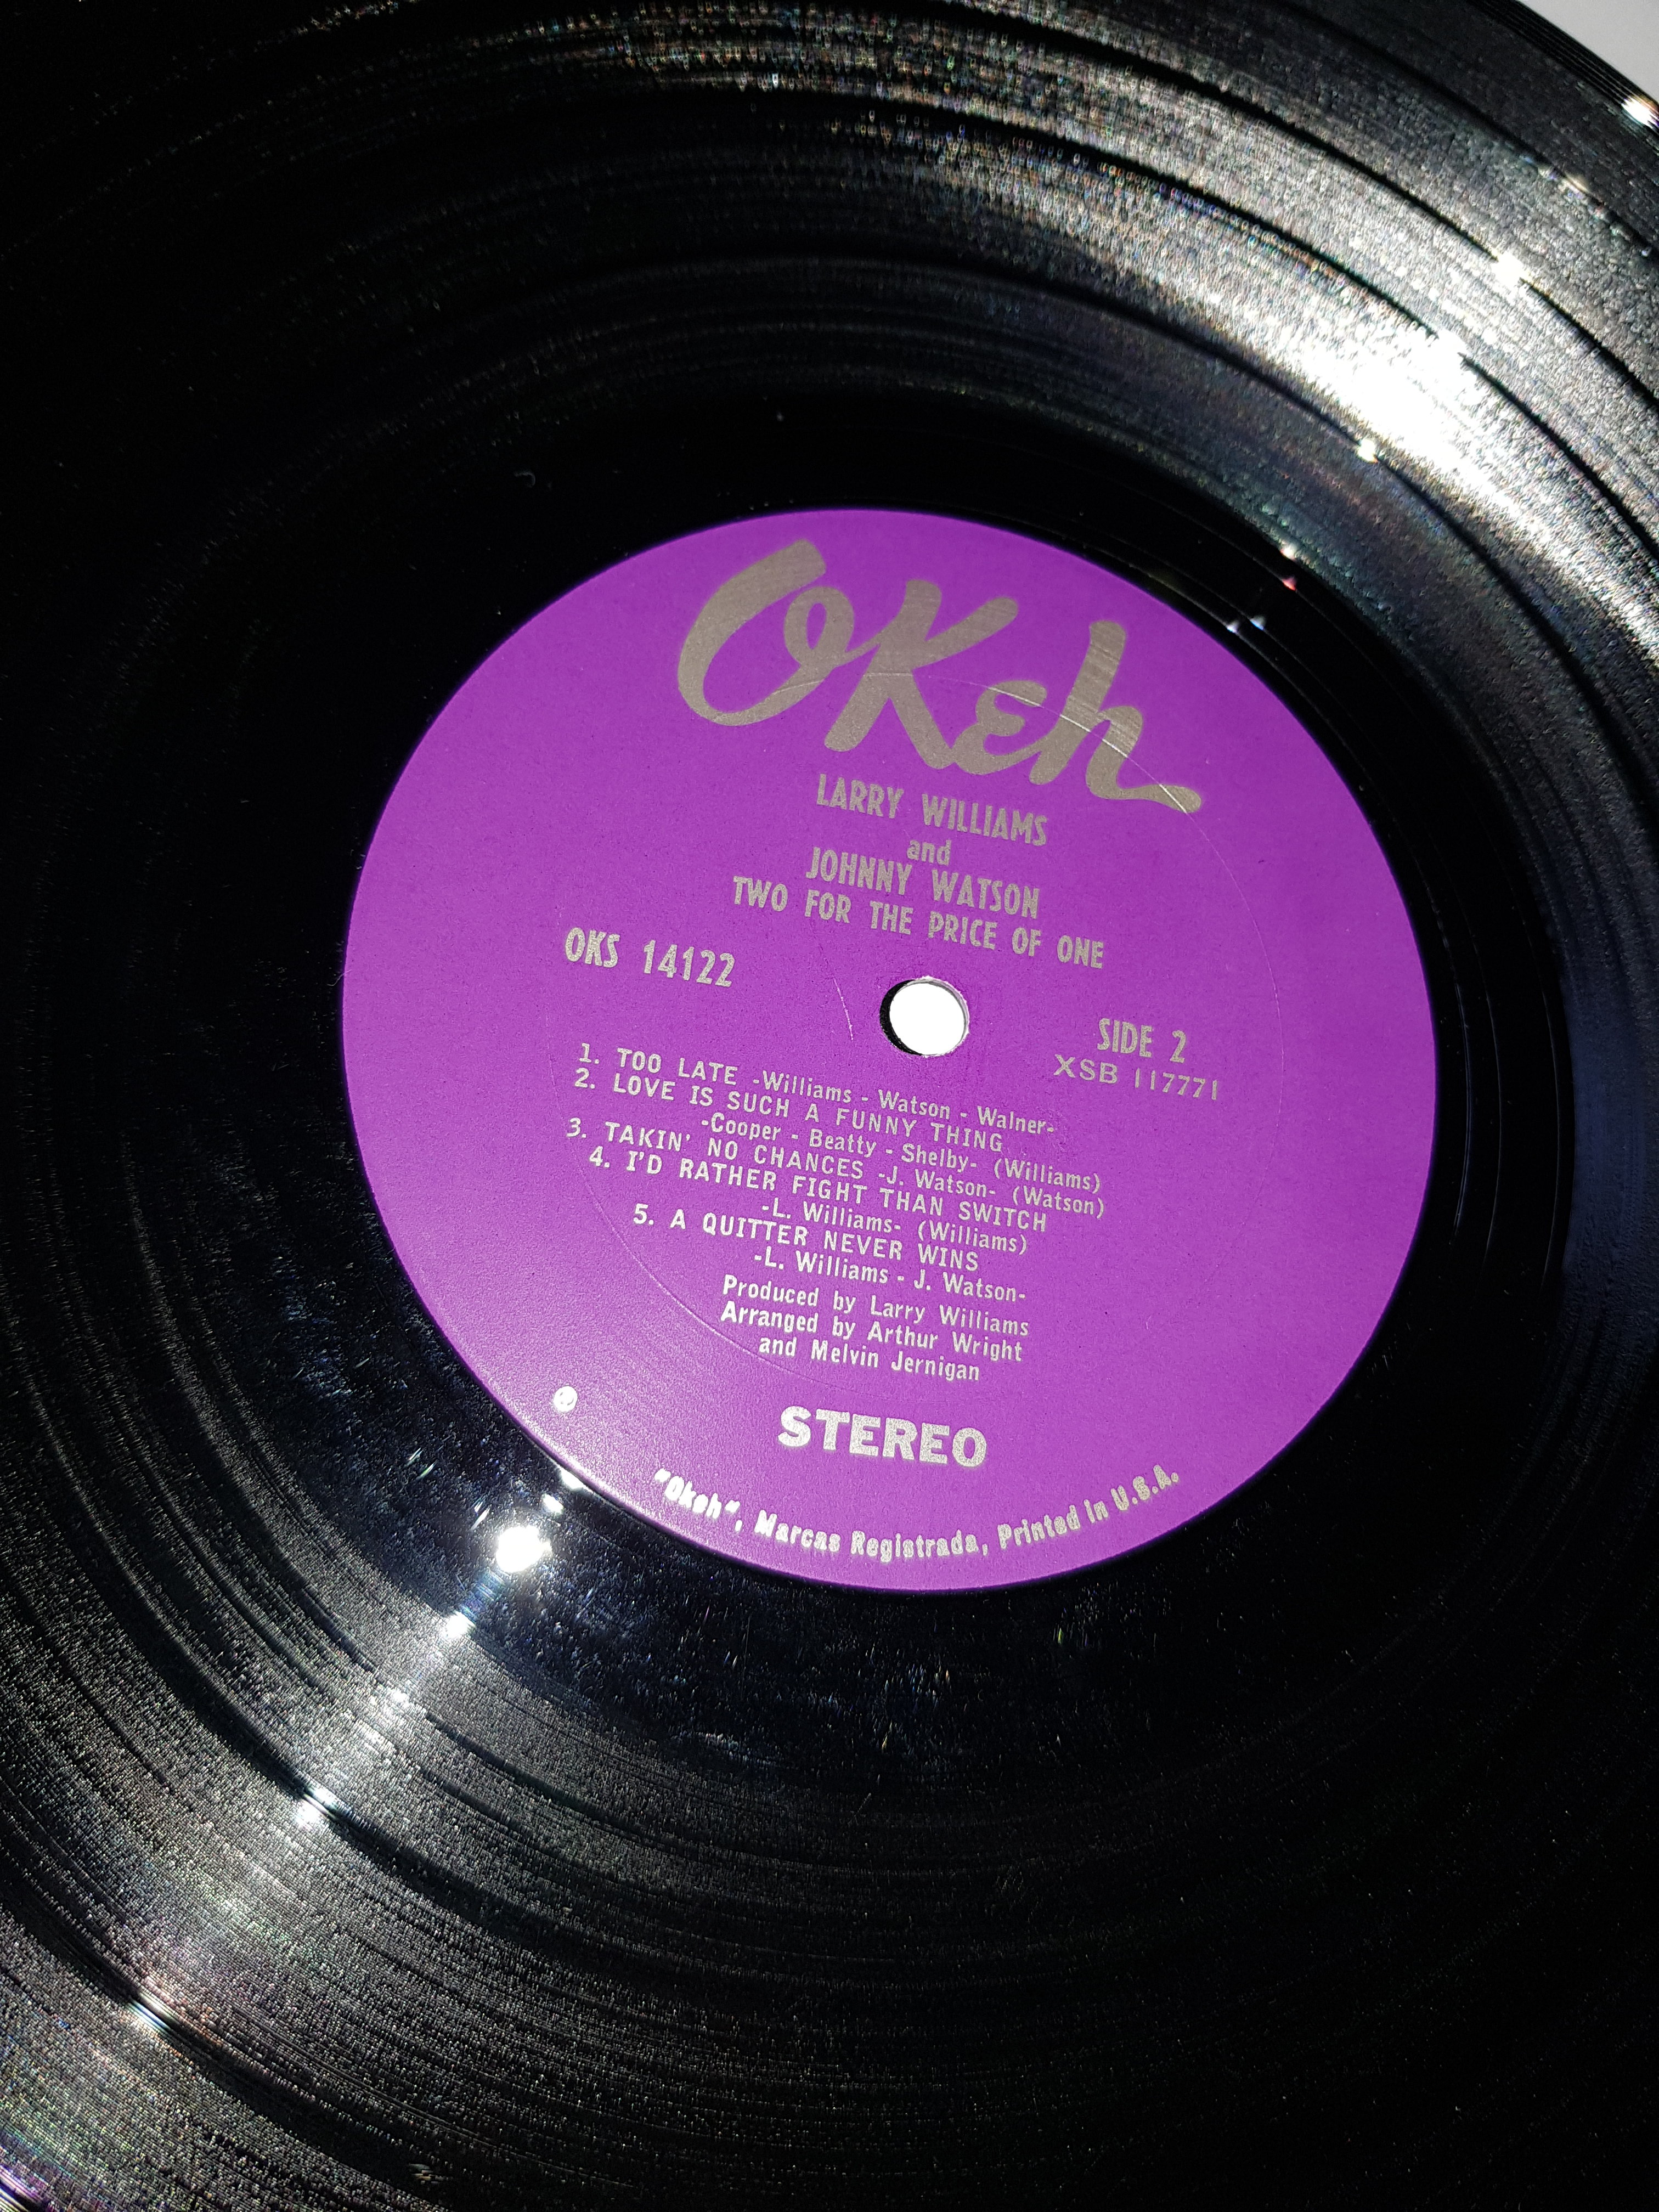 OKeh
LARRY WILLIAMS
and
JOHNNY WATSON
TWO FOR THE PRICE OF ONE
OKS 14122
SIDE 2
XSB 117771
1. TOO LATE -Williams - Watson - Walner-
2. LOVE IS SUCH A FUNNY THING
-Cooper - Beatty - Shelby- (Williams)
3. TAKIN' NO CHANCES -J. Watson- (Watson)
4. I'D RATHER FIGHT THAN SWITCH
-L. Williams- (Williams)
5. A QUITTER NEVER WINS
-L. Williams - J. Watson-
Produced by Larry Williams
Arranged by Arthur Wright
and Melvin Jernigan
STEREO
"Okeh", Marcas Registrada, Printed in U.S.A.